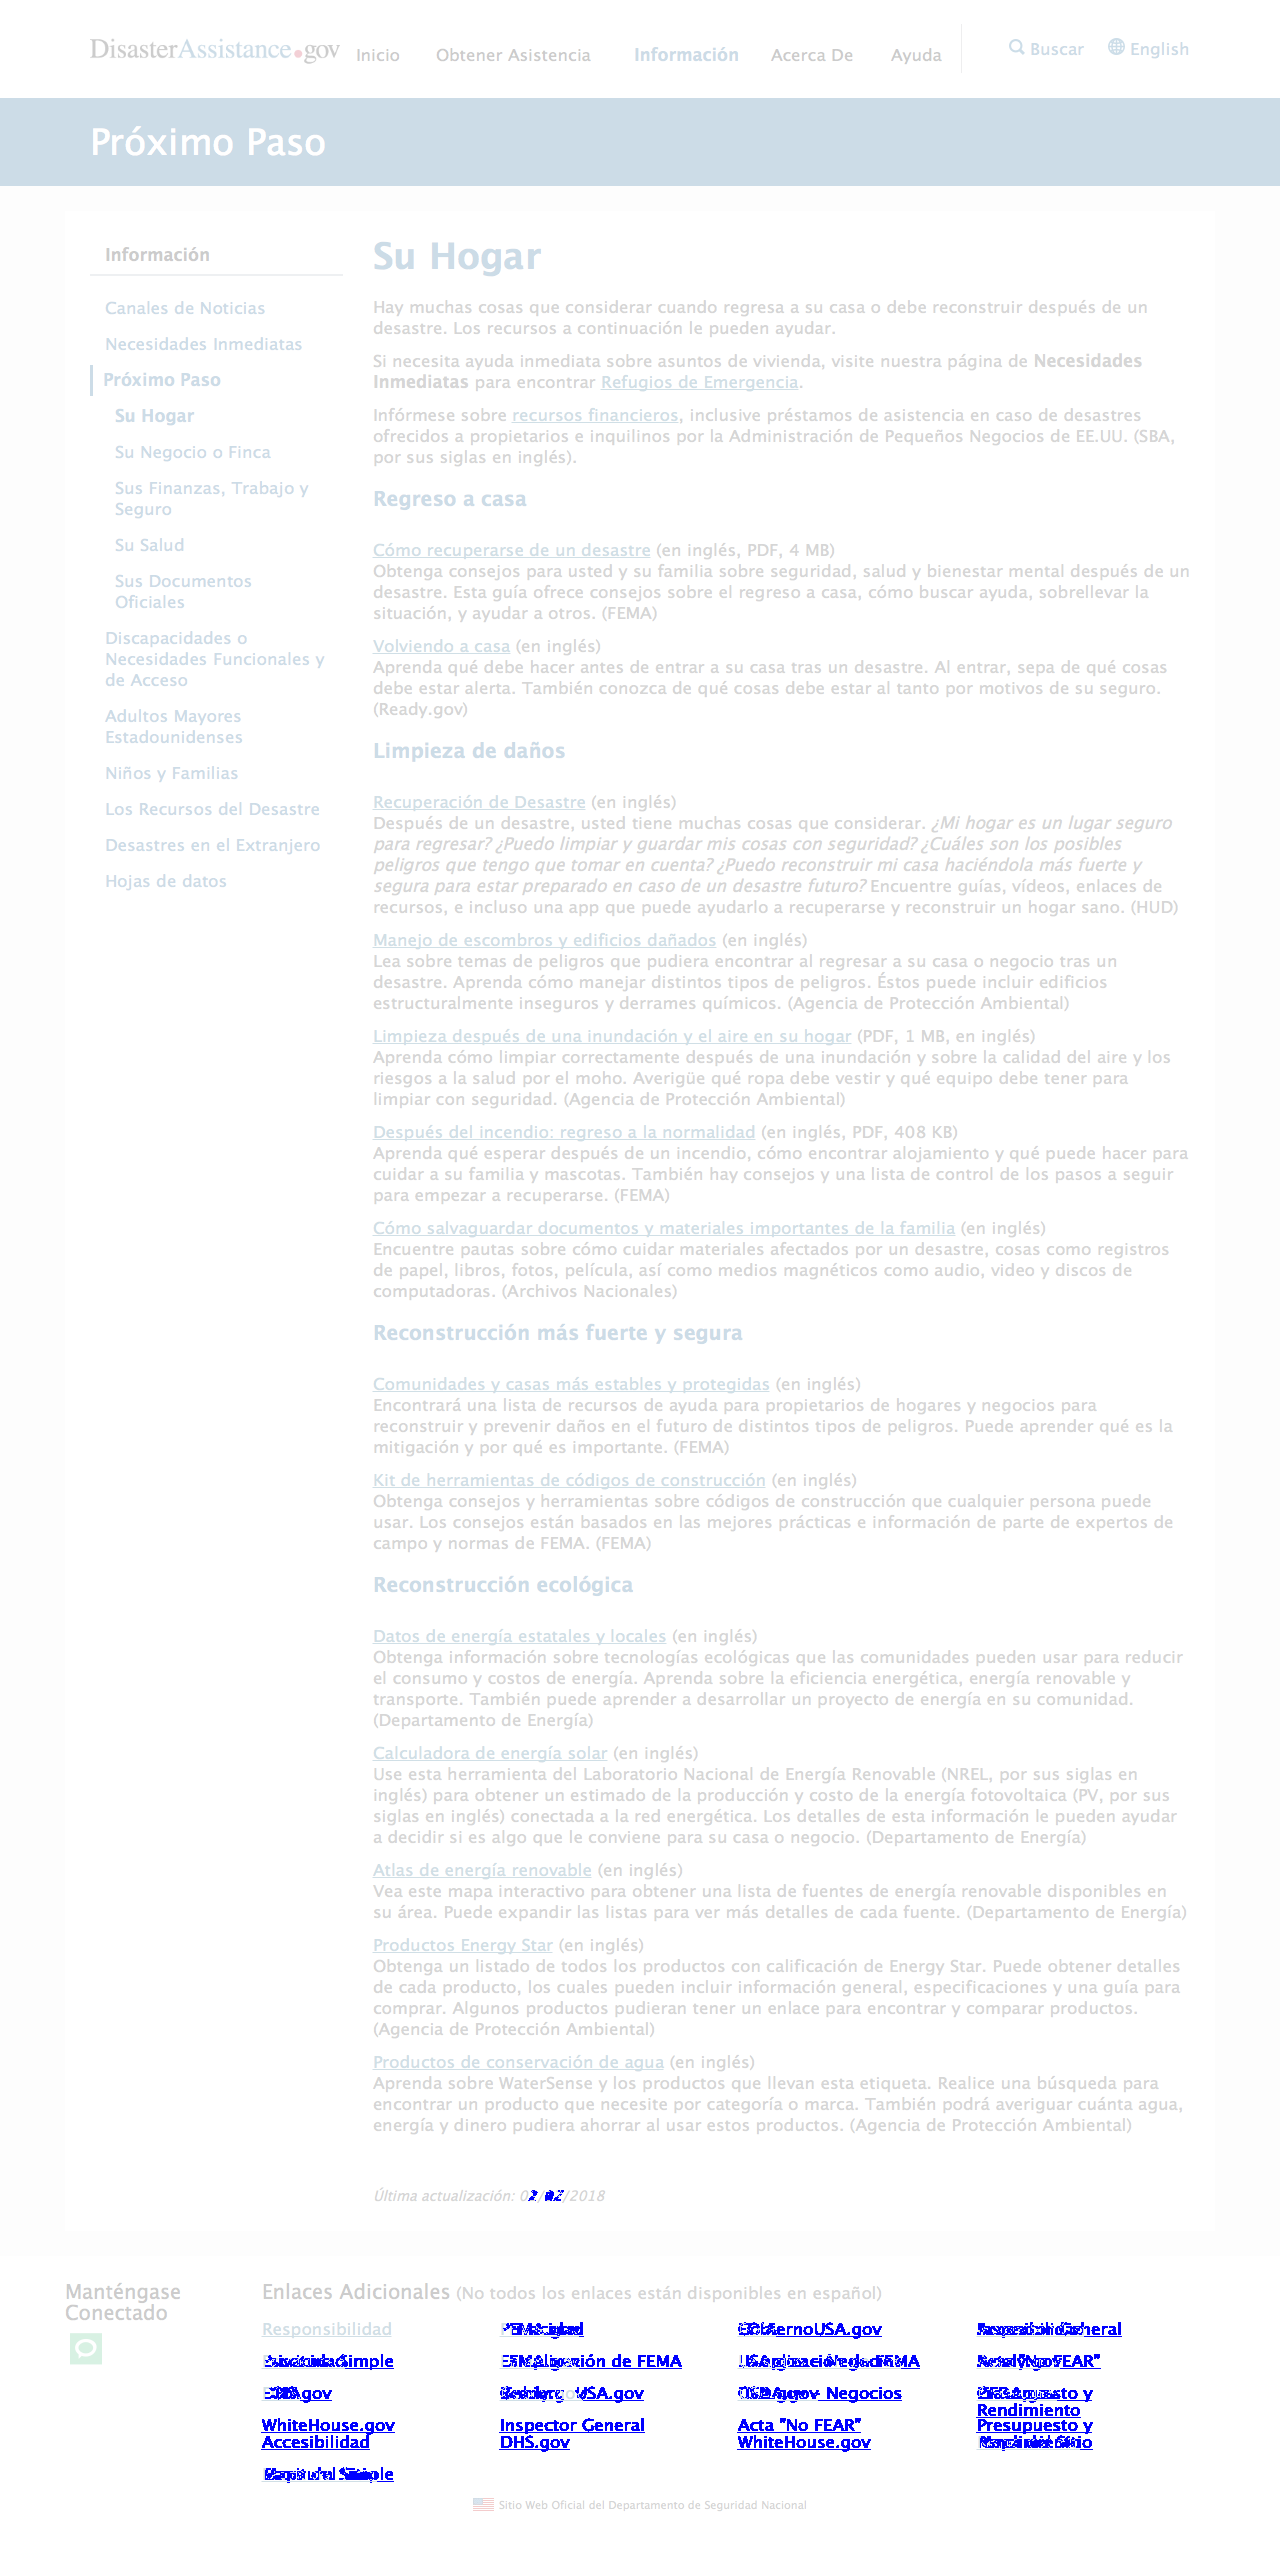 DisasterAssistance.gov
Inicio Obtener Asistencia Información Acerca De Ayuda Buscar English
Próximo Paso
Información
Canales de Noticias
Necesidades Inmediatas
Próximo Paso
Su Hogar
Su Negocio o Finca
Sus Finanzas, Trabajo y
Seguro
Su Salud
Sus Documentos
Oficiales
Discapacidades o
Necesidades Funcionales y
de Acceso
Adultos Mayores
Estadounidenses
Niños y Familias
Los Recursos del Desastre
Desastres en el Extranjero
Hojas de datos
Su Hogar
Hay muchas cosas que considerar cuando regresa a su casa o debe reconstruir después de un
desastre. Los recursos a continuación le pueden ayudar.
Si necesita ayuda inmediata sobre asuntos de vivienda, visite nuestra página de Necesidades
Inmediatas para encontrar Refugios de Emergencia.
Infórmese sobre recursos financieros, inclusive préstamos de asistencia en caso de desastres
ofrecidos a propietarios e inquilinos por la Administración de Pequeños Negocios de EE.UU. (SBA,
por sus siglas en inglés).
Regreso a casa
Cómo recuperarse de un desastre (en inglés, PDF, 4 MB)
Obtenga consejos para usted y su familia sobre seguridad, salud y bienestar mental después de un
desastre. Esta guía ofrece consejos sobre el regreso a casa, cómo buscar ayuda, sobrellevar la
situación, y ayudar a otros. (FEMA)
Volviendo a casa (en inglés)
Aprenda qué debe hacer antes de entrar a su casa tras un desastre. Al entrar, sepa de qué cosas
debe estar alerta. También conozca de qué cosas debe estar al tanto por motivos de su seguro.
(Ready.gov)
Limpieza de daños
Recuperación de Desastre (en inglés)
Después de un desastre, usted tiene muchas cosas que considerar. ¿Mi hogar es un lugar seguro
para regresar? ¿Puedo limpiar y guardar mis cosas con seguridad? ¿Cuáles son los posibles
peligros que tengo que tomar en cuenta? ¿Puedo reconstruir mi casa haciéndola más fuerte y
segura para estar preparado en caso de un desastre futuro? Encuentre guías, vídeos, enlaces de
recursos, e incluso una app que puede ayudarlo a recuperarse y reconstruir un hogar sano. (HUD)
Manejo de escombros y edificios dañados (en inglés)
Lea sobre temas de peligros que pudiera encontrar al regresar a su casa o negocio tras un
desastre. Aprenda cómo manejar distintos tipos de peligros. Éstos puede incluir edificios
estructuralmente inseguros y derrames químicos. (Agencia de Protección Ambiental)
Limpieza después de una inundación y el aire en su hogar (PDF, 1 MB, en inglés)
Aprenda cómo limpiar correctamente después de una inundación y sobre la calidad del aire y los
riesgos a la salud por el moho. Averigüe qué ropa debe vestir y qué equipo debe tener para
limpiar con seguridad. (Agencia de Protección Ambiental)
Después del incendio: regreso a la normalidad (en inglés, PDF, 408 KB)
Aprenda qué esperar después de un incendio, cómo encontrar alojamiento y qué puede hacer para
cuidar a su familia y mascotas. También hay consejos y una lista de control de los pasos a seguir
para empezar a recuperarse. (FEMA)
Cómo salvaguardar documentos y materiales importantes de la familia (en inglés)
Encuentre pautas sobre cómo cuidar materiales afectados por un desastre, cosas como registros
de papel, libros, fotos, película, así como medios magnéticos como audio, video y discos de
computadoras. (Archivos Nacionales)
Reconstrucción más fuerte y segura
Comunidades y casas más estables y protegidas (en inglés)
Encontrará una lista de recursos de ayuda para propietarios de hogares y negocios para
reconstruir y prevenir daños en el futuro de distintos tipos de peligros. Puede aprender qué es la
mitigación y por qué es importante. (FEMA)
Kit de herramientas de códigos de construcción (en inglés)
Obtenga consejos y herramientas sobre códigos de construcción que cualquier persona puede
usar. Los consejos están basados en las mejores prácticas e información de parte de expertos de
campo y normas de FEMA. (FEMA)
Reconstrucción ecológica
Datos de energía estatales y locales (en inglés)
Obtenga información sobre tecnologías ecológicas que las comunidades pueden usar para reducir
el consumo y costos de energía. Aprenda sobre la eficiencia energética, energía renovable y
transporte. También puede aprender a desarrollar un proyecto de energía en su comunidad.
(Departamento de Energía)
Calculadora de energía solar (en inglés)
Use esta herramienta del Laboratorio Nacional de Energía Renovable (NREL, por sus siglas en
inglés) para obtener un estimado de la producción y costo de la energía fotovoltaica (PV, por sus
siglas en inglés) conectada a la red energética. Los detalles de esta información le pueden ayudar
a decidir si es algo que le conviene para su casa o negocio. (Departamento de Energía)
Atlas de energía renovable (en inglés)
Vea este mapa interactivo para obtener una lista de fuentes de energía renovable disponibles en
su área. Puede expandir las listas para ver más detalles de cada fuente. (Departamento de Energía)
Productos Energy Star (en inglés)
Obtenga un listado de todos los productos con calificación de Energy Star. Puede obtener detalles
de cada producto, los cuales pueden incluir información general, especificaciones y una guía para
comprar. Algunos productos pudieran tener un enlace para encontrar y comparar productos.
(Agencia de Protección Ambiental)
Productos de conservación de agua (en inglés)
Aprenda sobre WaterSense y los productos que llevan esta etiqueta. Realice una búsqueda para
encontrar un producto que necesite por categoría o marca. También podrá averiguar cuánta agua,
energía y dinero pudiera ahorrar al usar estos productos. (Agencia de Protección Ambiental)
Última actualización: /2018
Manténgase
Conectado
Enlaces Adicionales (No todos los enlaces están disponibles en español)
Responsibilidad
de FEMA
Negocios
Rendimiento
WhiteHouse.gov Inspector General Acta "No FEAR" Presupuesto y
Accesibilidad DHS.gov WhiteHouse.gov
Sitio Web Oficial del Departamento de Seguridad Nacional